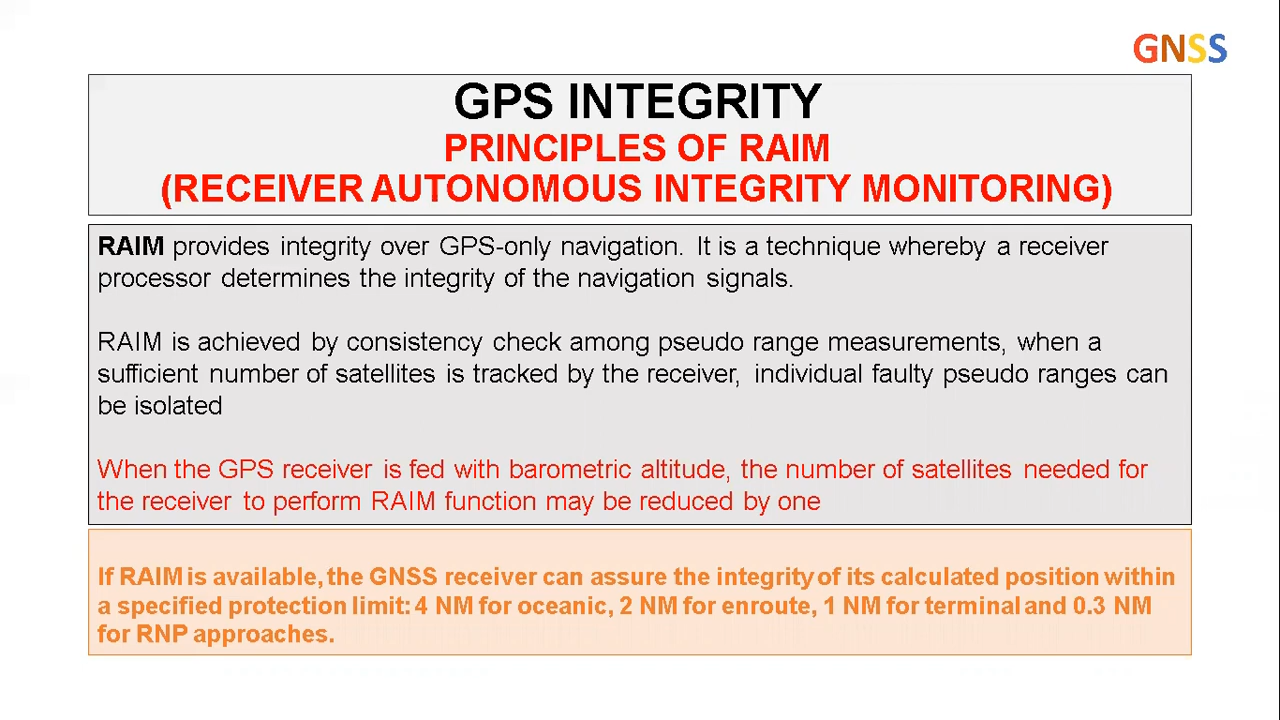 GNSS
GPS INTEGRITY
PRINCIPLES OF RAIM
(RECEIVER AUTONOMOUS INTEGRITY MONITORING)
RAIM provides integrity over GPS-only navigation. It is a technique whereby a receiver
processor determines the integrity of the navigation signals.
RAIM is achieved by consistency check among pseudo range measurements, when a
sufficient number of satellites is tracked by the receiver, individual faulty pseudo ranges can
be isolated
When the GPS receiver is fed with barometric altitude, the number of satellites needed for
the receiver to perform RAIM function may be reduced by one
If RAIM is available, the GNSS receiver can assure the integrity of its calculated position within
a specified protection limit: 4 NM for oceanic, 2 NM for enroute, 1 NM for terminal and 0.3 NM
for RNP approaches.